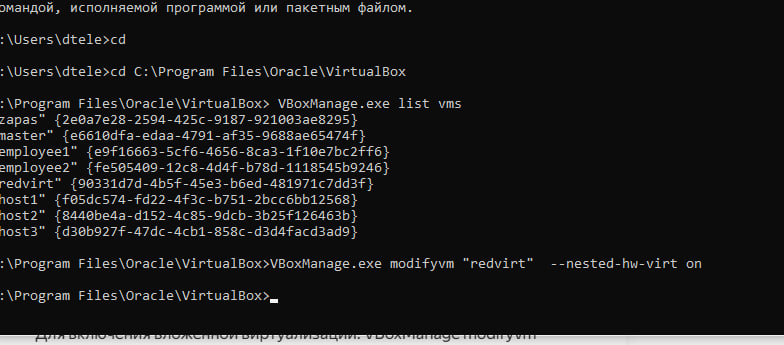 омандой, исполняемой программой или пакетным файлом.
:\Users\dtele>cd
:\Users\dtele>cd C:\Program Files\Oracle\VirtualBox
:\Program Files\Oracle\VirtualBox> VBoxManage.exe list vms
zapas" {2e0a7e28-2594-425c-9187-921003ae8295}
master" {e6610dfa-edaa-4791-af35-9688ae65474f}
employee1" {e9f16663-5cf6-4656-8ca3-1f10e7bc2ff6}
employee2" {fe505409-12c8-4d4f-b78d-1118545b9246}
redvirt" {90331d7d-4b5f-45e3-b6ed-481971c7dd3f}
host1" {f05dc574-fd22-4f3c-b751-2bcc6bb12568}
host2" {8440be4a-d152-4c85-9dcb-3b25f126463b}
host3" {d30b927f-47dc-4cb1-858c-d3d4facd3ad9}
:\Program Files\Oracle\VirtualBox>VBoxManage.exe modifyvm "redvirt"  --nested-hw-virt on
:\Program Files\Oracle\VirtualBox>
Для включения вложенной виртуализации: VBoxManage modifyvm